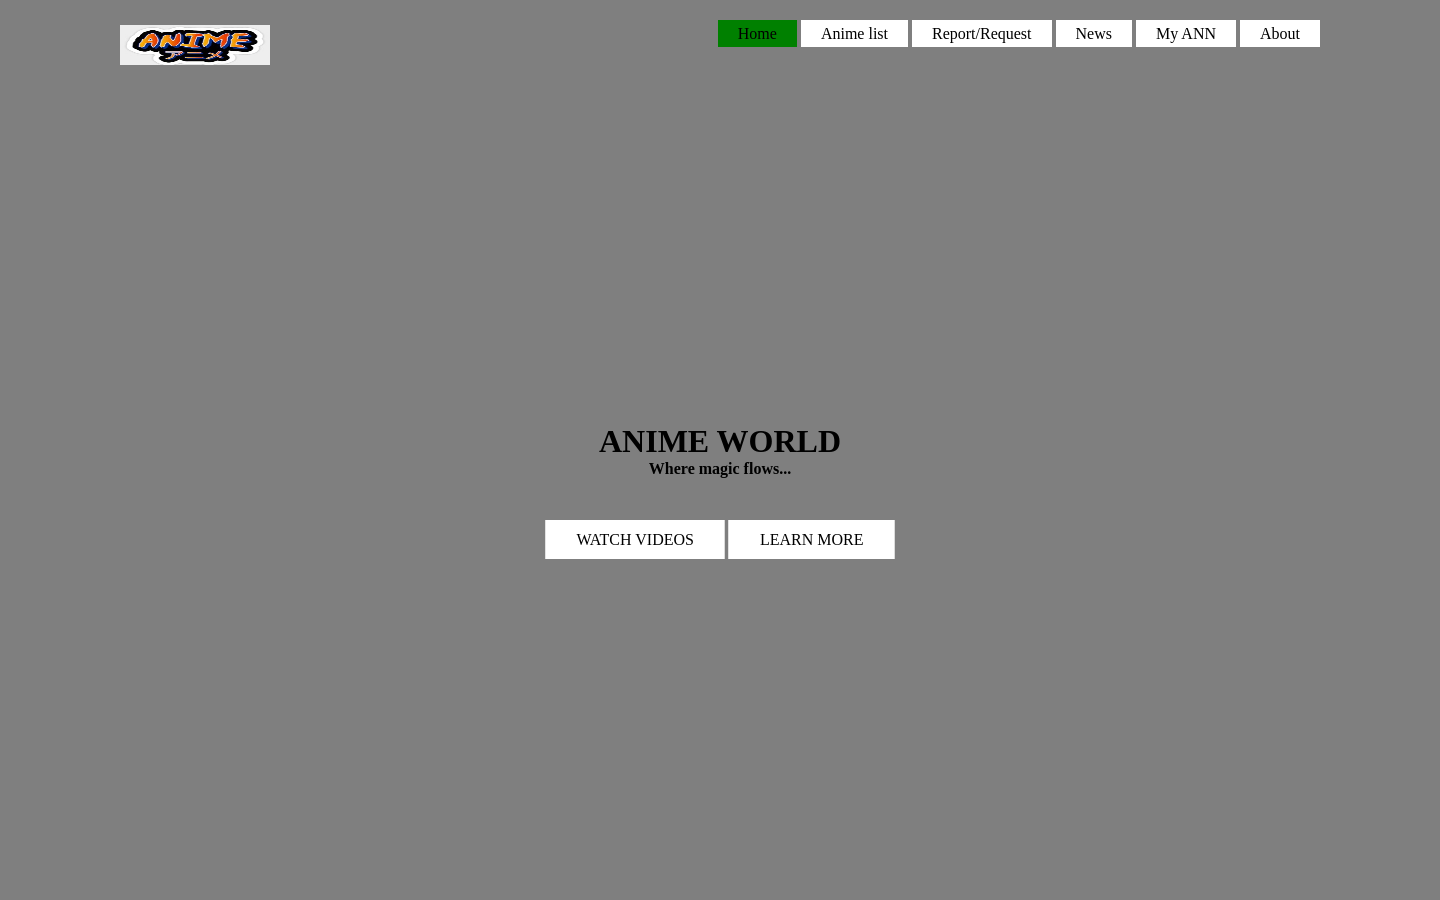 ANIME
Home
Anime list
Report/Request
News
My ANN
About
ANIME WORLD
Where magic flows...
WATCH VIDEOS
LEARN MORE